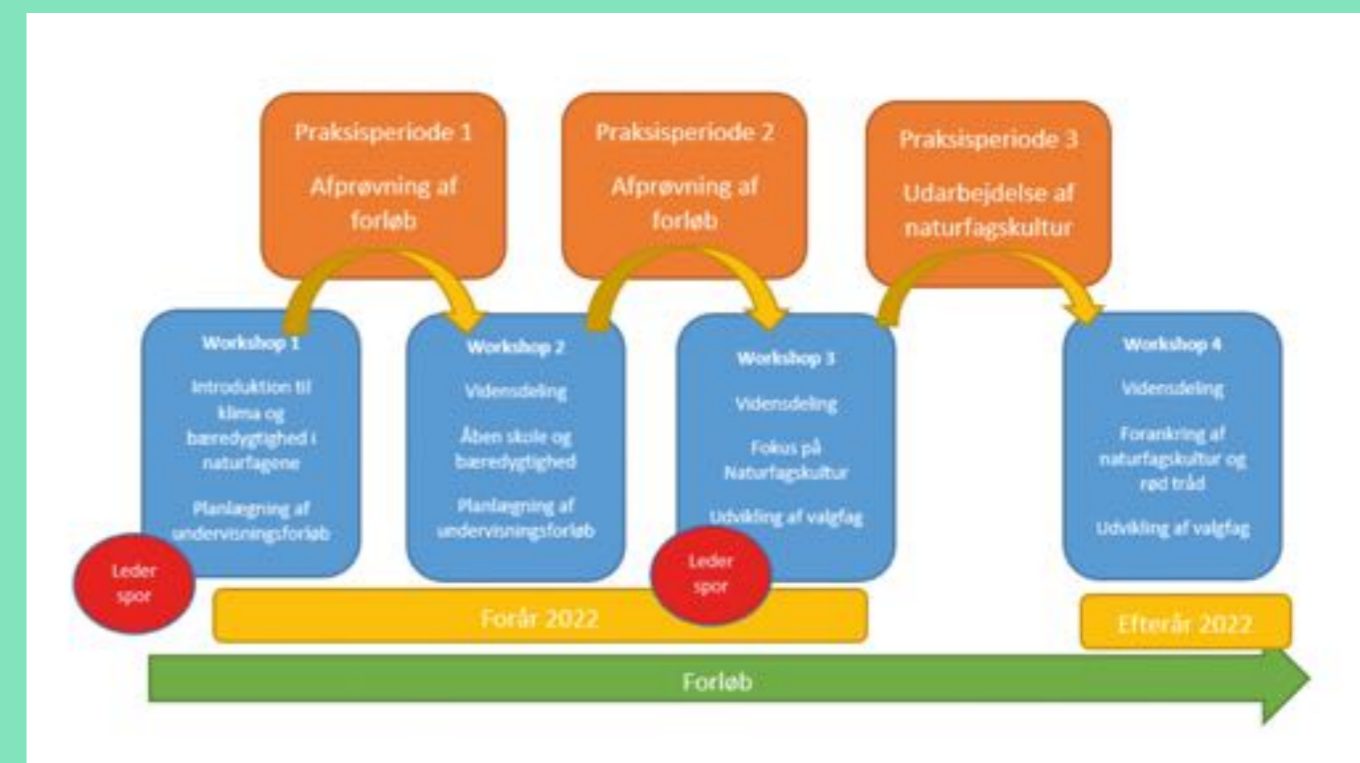 Praksisperiode 1
Afprøvning af
forløb
Praksisperiode 2
Afprøvning af
forløb
Praksisperiode 3
Udarbejdelse af
naturfagskultur
Workshop 1
Introduktion til
klima og
bæredygtighed i
naturfagene
Planlægning af
undervisningsforløb
Workshop 2
Vidensdeling
Åben skole og
bæredygtighed
Planlægning af
undervisningsforløb
Workshop 3
Vidensdeling
Fokus på
Naturfagskultur
Udvikling af valgfag
Workshop 4
Vidensdeling
Forankring af
naturfagskultur og
rød tråd
Udvikling af valgfag
Leder
spor
Leder
spor
Forår 2022
Efterår 2022
Forløb